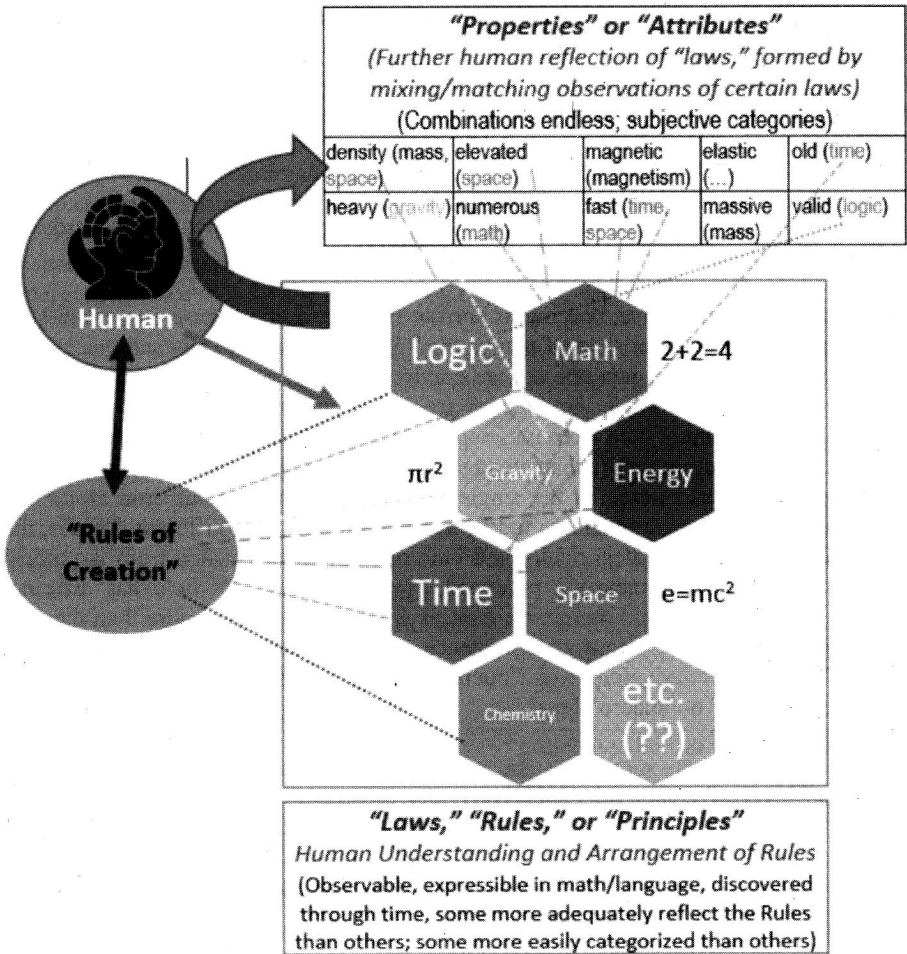 “Properties” or “Attributes”
(Further human reflection of “laws,” formed by
mixing/matching observations of certain laws)
(Combinations endless; subjective categories)
density (mass, space) elevated (space) magnetic (magnetism) elastic (...) old (time)
heavy (gravity) numerous (math) fast (time, space) massive (mass) valid (logic)
Human
Logic
Math
2+2=4
πr²
Gravity
Energy
“Rules of
Creation”
Time
Space
e=mc²
Chemistry
etc.
(??)
“Laws,” “Rules,” or “Principles”
Human Understanding and Arrangement of Rules
(Observable, expressible in math/language, discovered
through time, some more adequately reflect the Rules
than others; some more easily categorized than others)